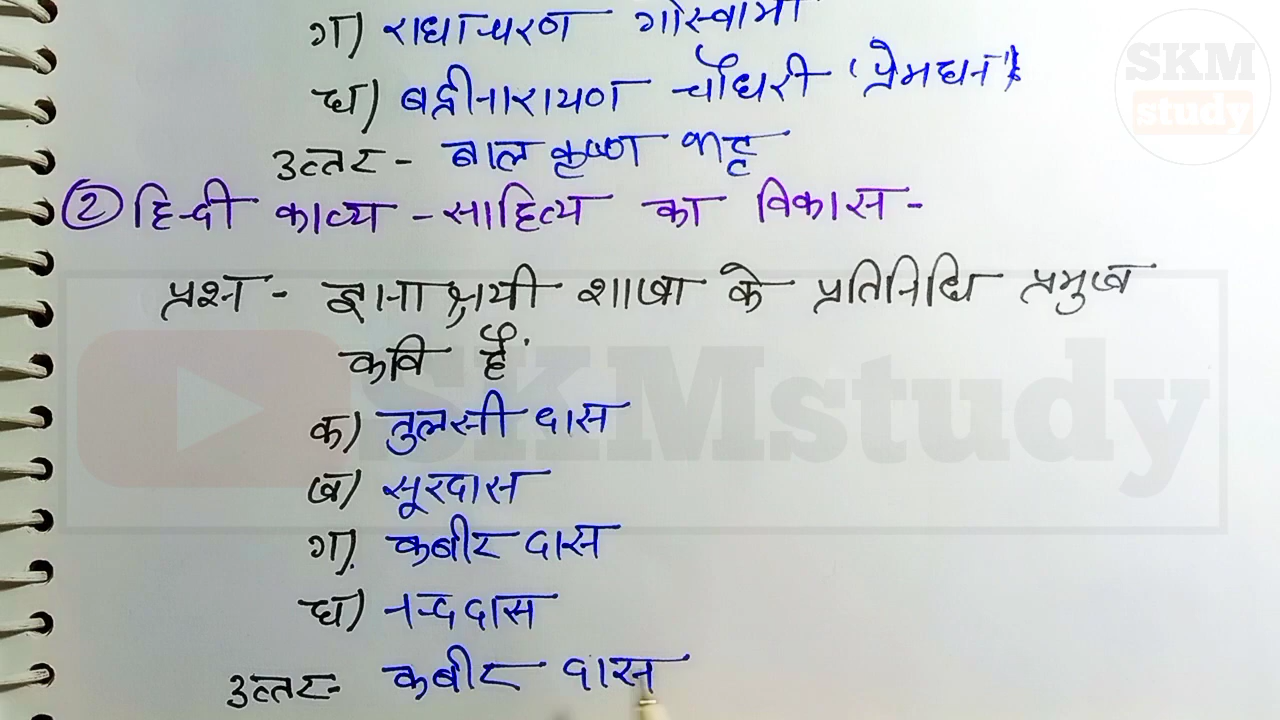 ग) राधाचरण गोस्वामी
घ) बद्रीनारायण चौधरी 'प्रेमघन'
उत्तर - बाल कृष्ण भट्ट
② हिन्दी काव्य - साहित्य का विकास -
प्रश्न - ज्ञानाश्रयी शाखा के प्रतिनिधि प्रमुख
कवि हैं
क) तुलसी दास
ख) सूरदास
ग) कबीर दास
घ) नन्ददास
उत्तर- कबीर दास
SKM
study
SKMstudy